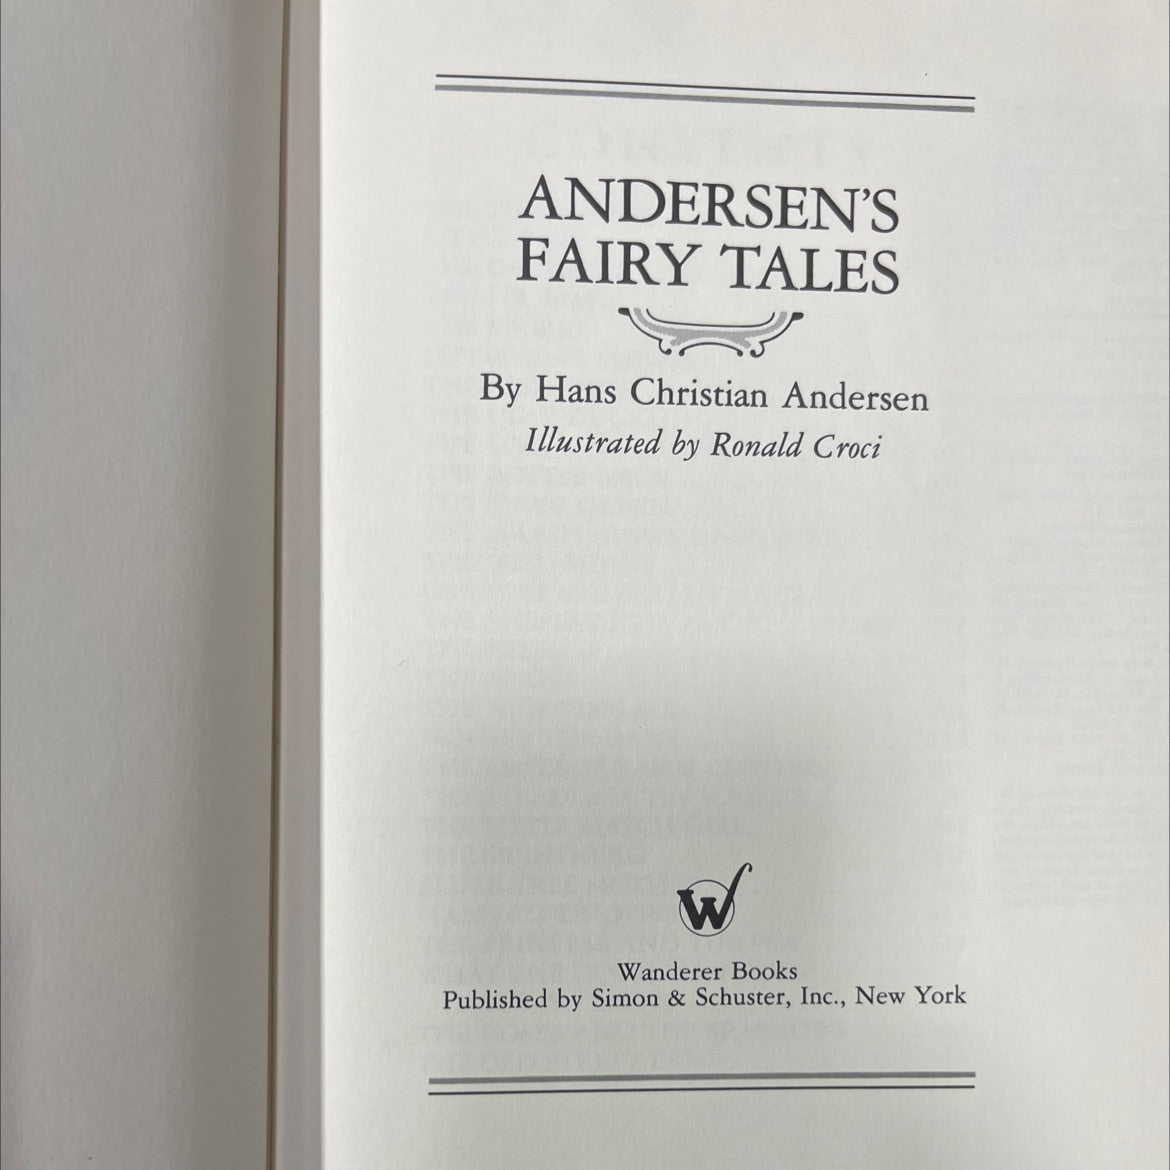 ANDERSEN'S
FAIRY TALES
By Hans Christian Andersen
Illustrated by Ronald Croci
W
Wanderer Books
Published by Simon & Schuster, Inc., New York